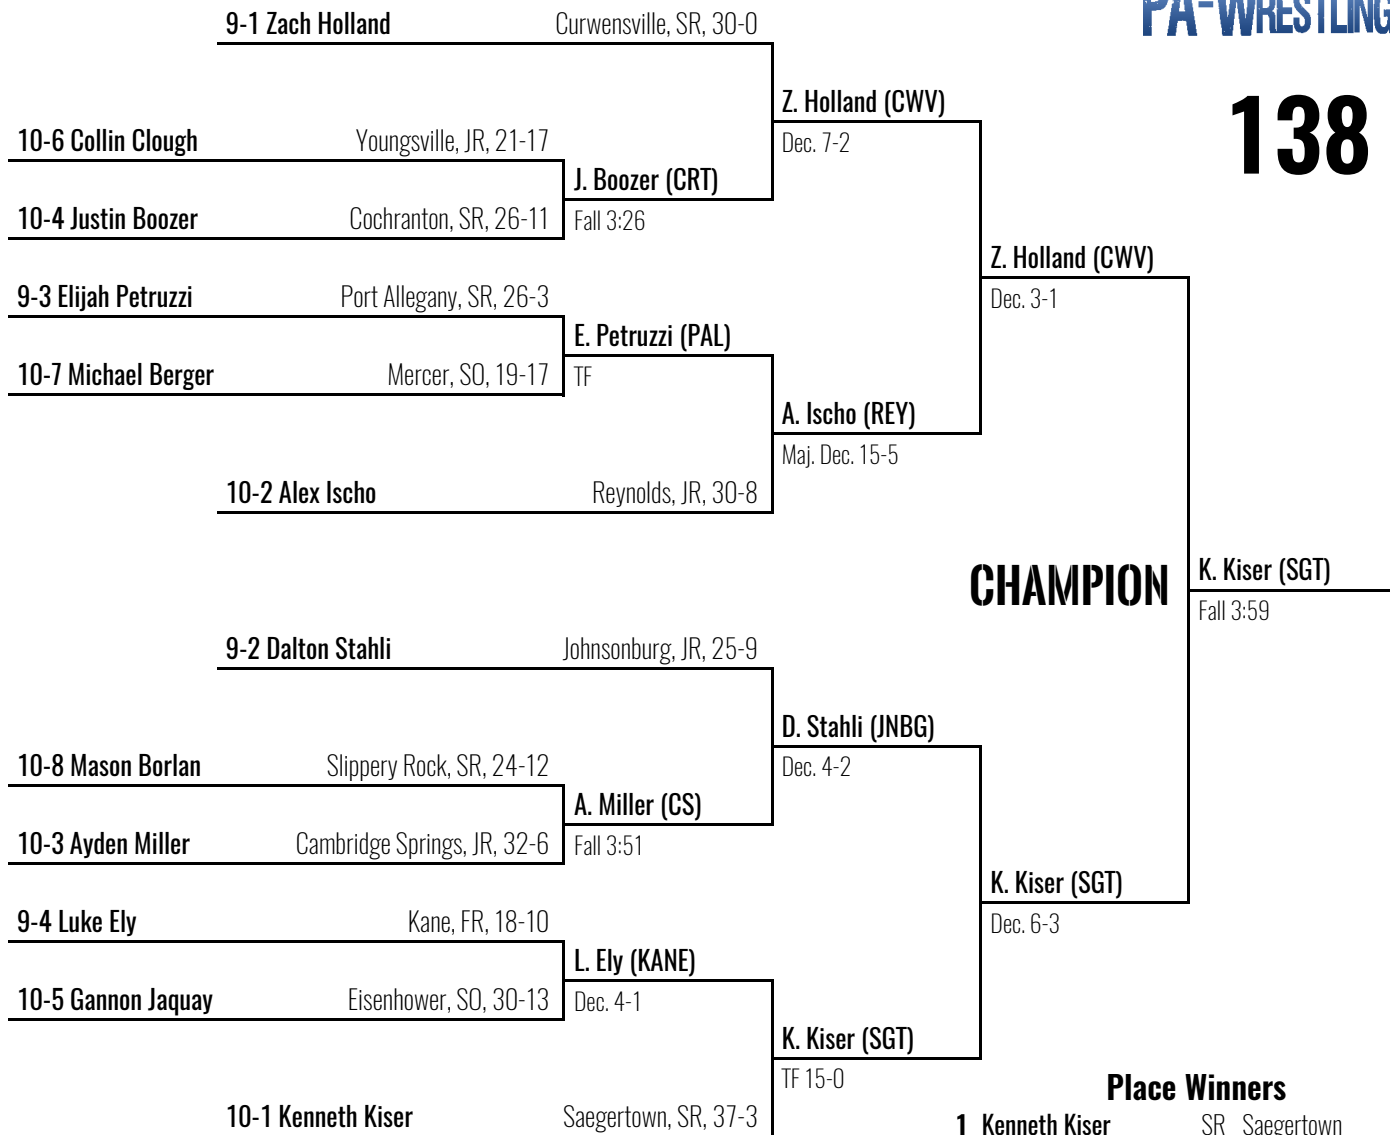 PA-WRESTLING
138
9-1 Zach Holland Curwensville, SR, 30-0
Z. Holland (CWV)
Dec. 7-2
10-6 Collin Clough Youngsville, JR, 21-17
J. Boozer (CRT)
Fall 3:26
10-4 Justin Boozer Cochranton, SR, 26-11
Z. Holland (CWV)
Dec. 3-1
9-3 Elijah Petruzzi Port Allegany, SR, 26-3
E. Petruzzi (PAL)
TF
10-7 Michael Berger Mercer, SO, 19-17
A. Ischo (REY)
Maj. Dec. 15-5
10-2 Alex Ischo Reynolds, JR, 30-8
CHAMPION
K. Kiser (SGT)
Fall 3:59
9-2 Dalton Stahli Johnsonburg, JR, 25-9
D. Stahli (JNBG)
Dec. 4-2
10-8 Mason Borlan Slippery Rock, SR, 24-12
A. Miller (CS)
Fall 3:51
10-3 Ayden Miller Cambridge Springs, JR, 32-6
K. Kiser (SGT)
Dec. 6-3
9-4 Luke Ely Kane, FR, 18-10
L. Ely (KANE)
Dec. 4-1
10-5 Gannon Jaquay Eisenhower, SO, 30-13
K. Kiser (SGT)
TF 15-0
10-1 Kenneth Kiser Saegertown, SR, 37-3
Place Winners
1 Kenneth Kiser SR Saegertown